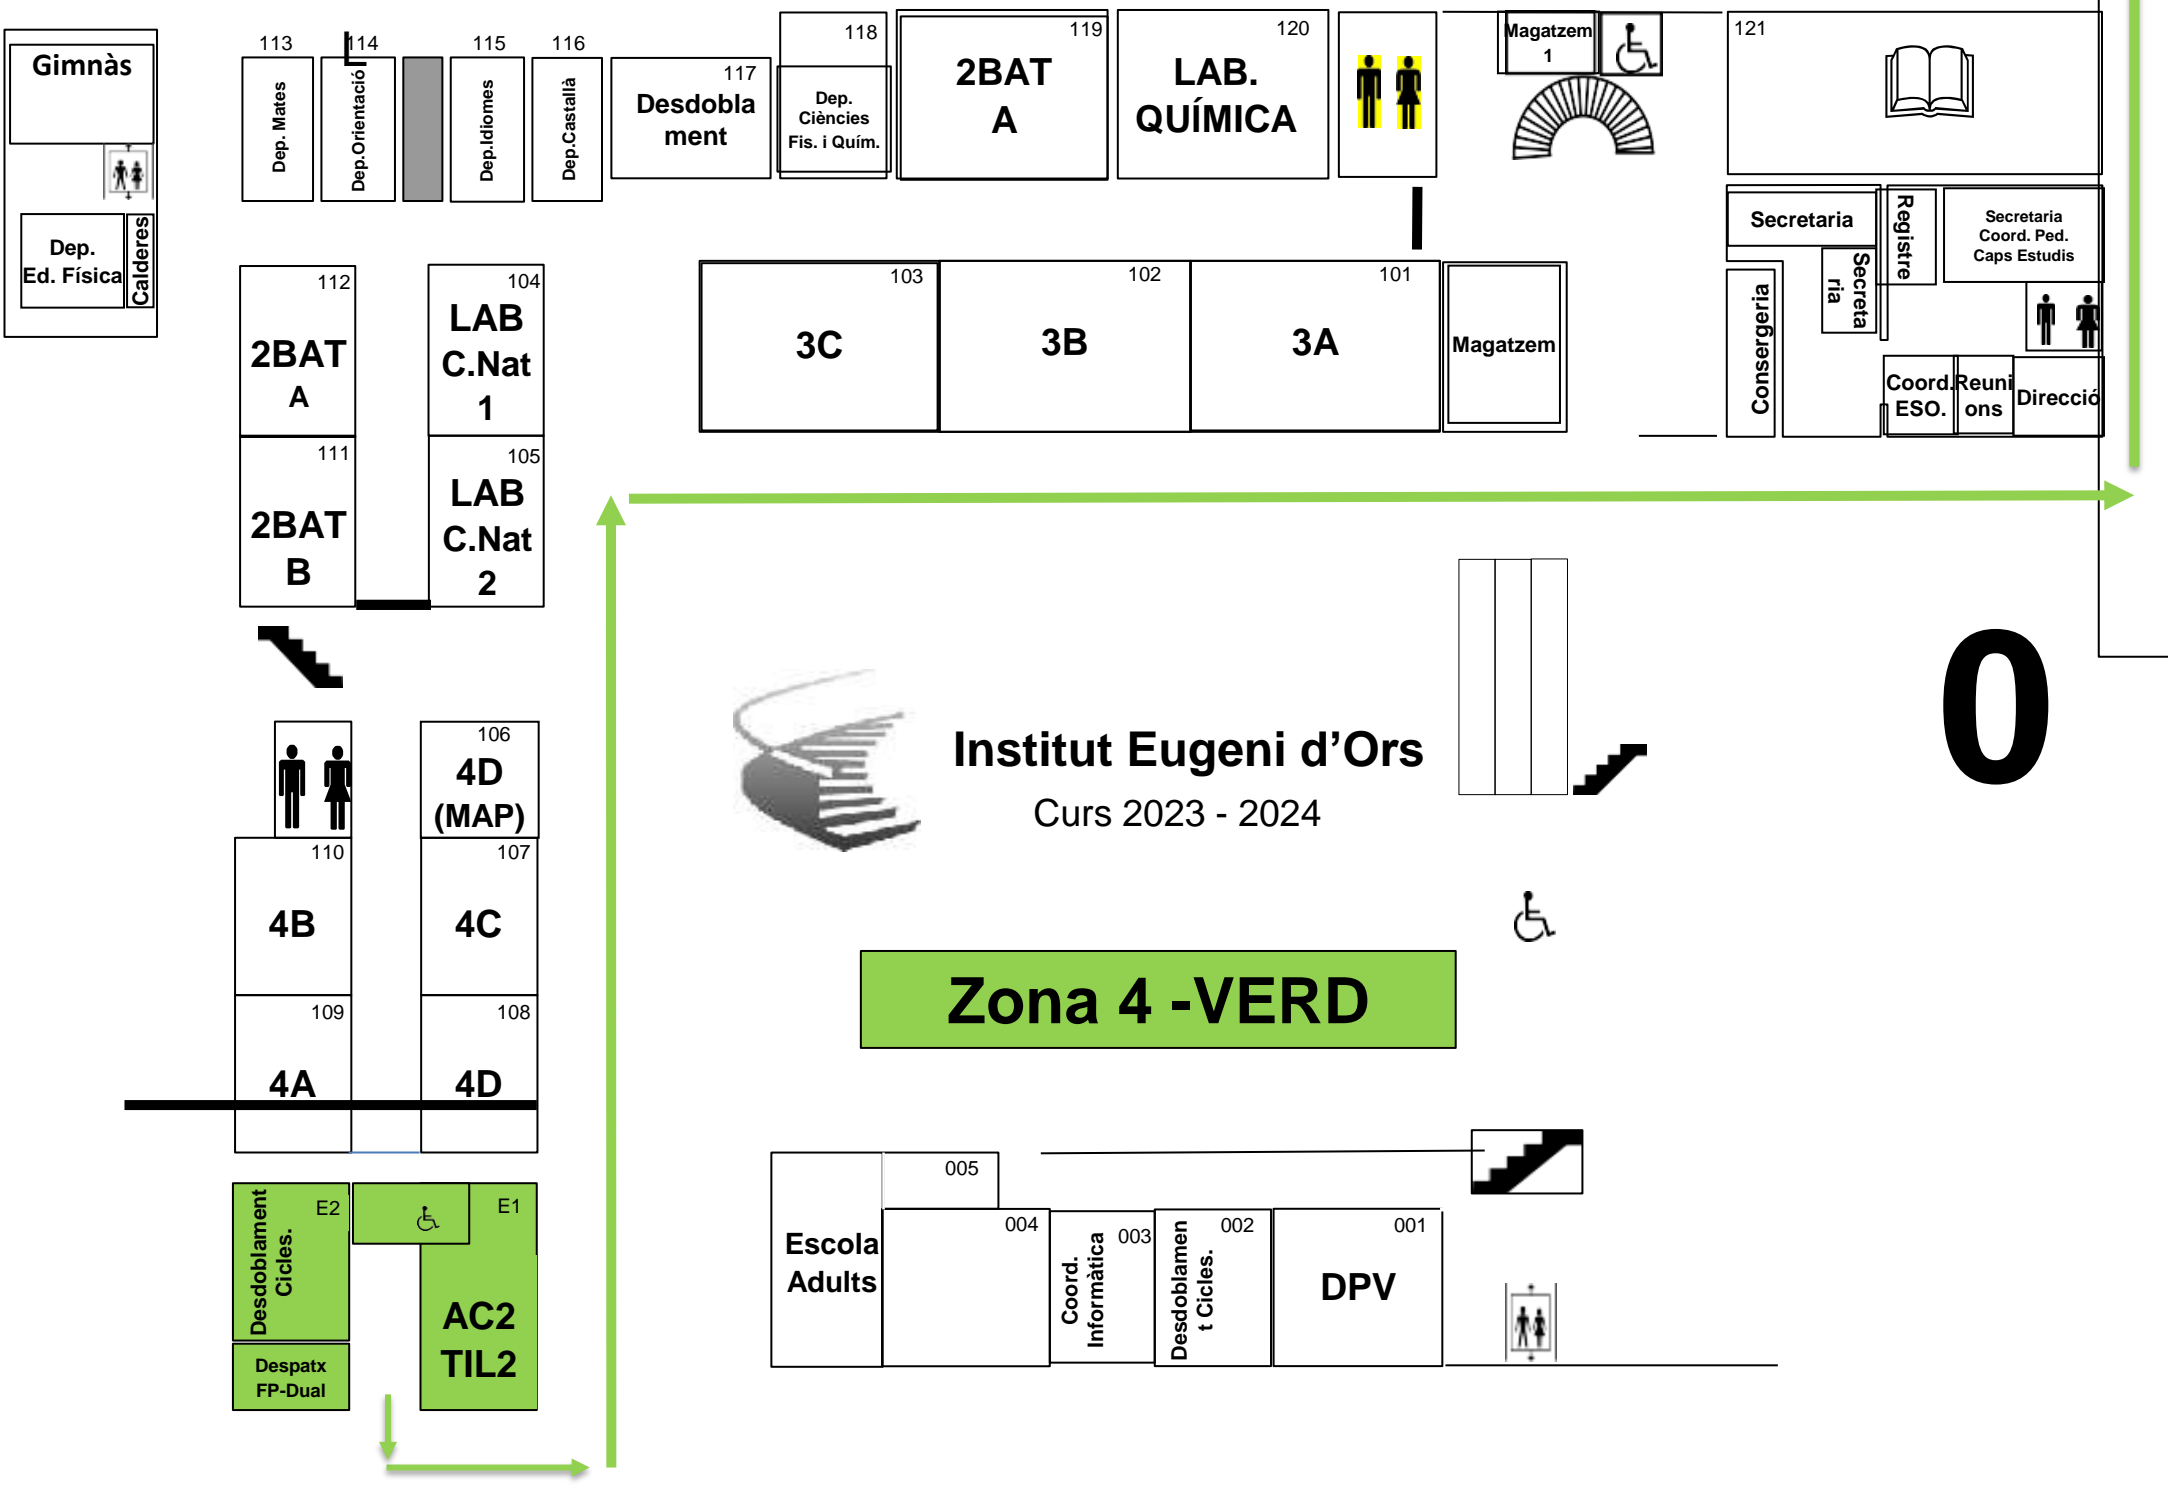 Gimnàs
Dep.
Ed. Física
Calderes
113
Dep. Mates
114
Dep.Orientació
115
Dep.Idiomes
116
Dep.Castallà
117
Desdobla
ment
118
Dep.
Ciències
Fis. i Quím.
119
2BAT
A
120
LAB.
QUÍMICA
Magatzem
1
121
Secretaria
Registre
Secretaria
Coord. Ped.
Caps Estudis
Secreta
ria
Consergeria
Coord.
ESO.
Reuni
ons
Direcció
112
2BAT
A
104
LAB
C.Nat
1
103
3C
102
3B
101
3A
Magatzem
111
2BAT
B
105
LAB
C.Nat
2
0
106
4D
(MAP)
Institut Eugeni d’Ors
Curs 2023 - 2024
110
4B
107
4C
Zona 4 -VERD
109
4A
108
4D
E2
Desdoblament
Cicles.
E1
AC2
TIL2
Despatx
FP-Dual
Escola
Adults
005
004
003
Coord.
Informàtica
002
Desdoblamen
t Cicles.
001
DPV